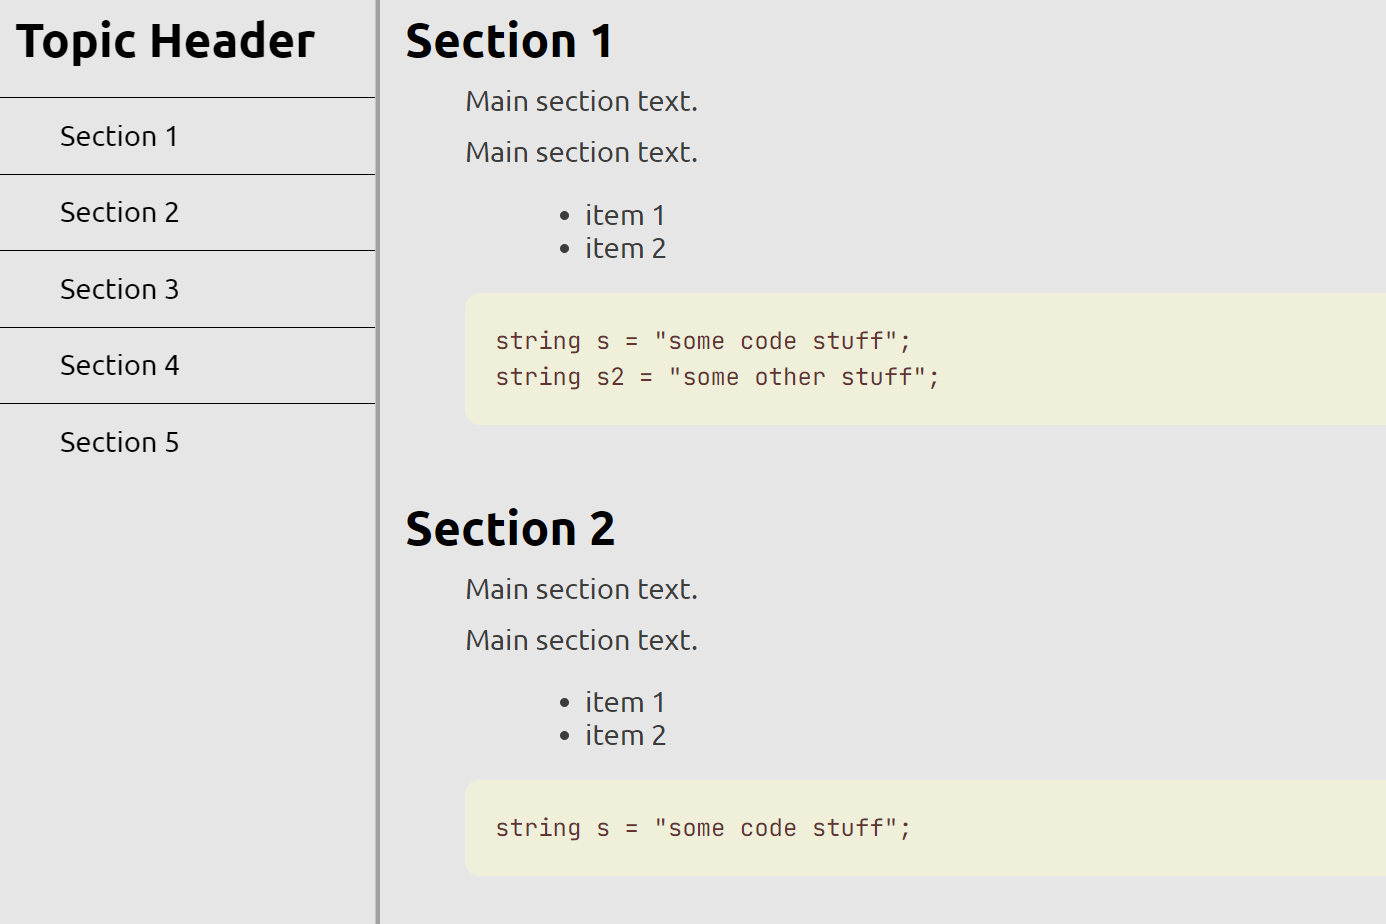 Topic Header
Section 1
Section 2
Section 3
Section 4
Section 5
Section 1
Main section text.
Main section text.
• item 1
• item 2
string s = "some code stuff";
string s2 = "some other stuff";
Section 2
Main section text.
Main section text.
• item 1
• item 2
string s = "some code stuff";